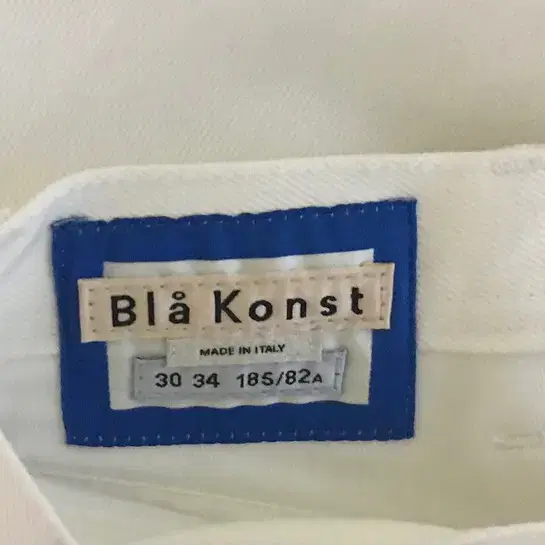 Blå Konst
MADE IN ITALY
30 34 185/82A